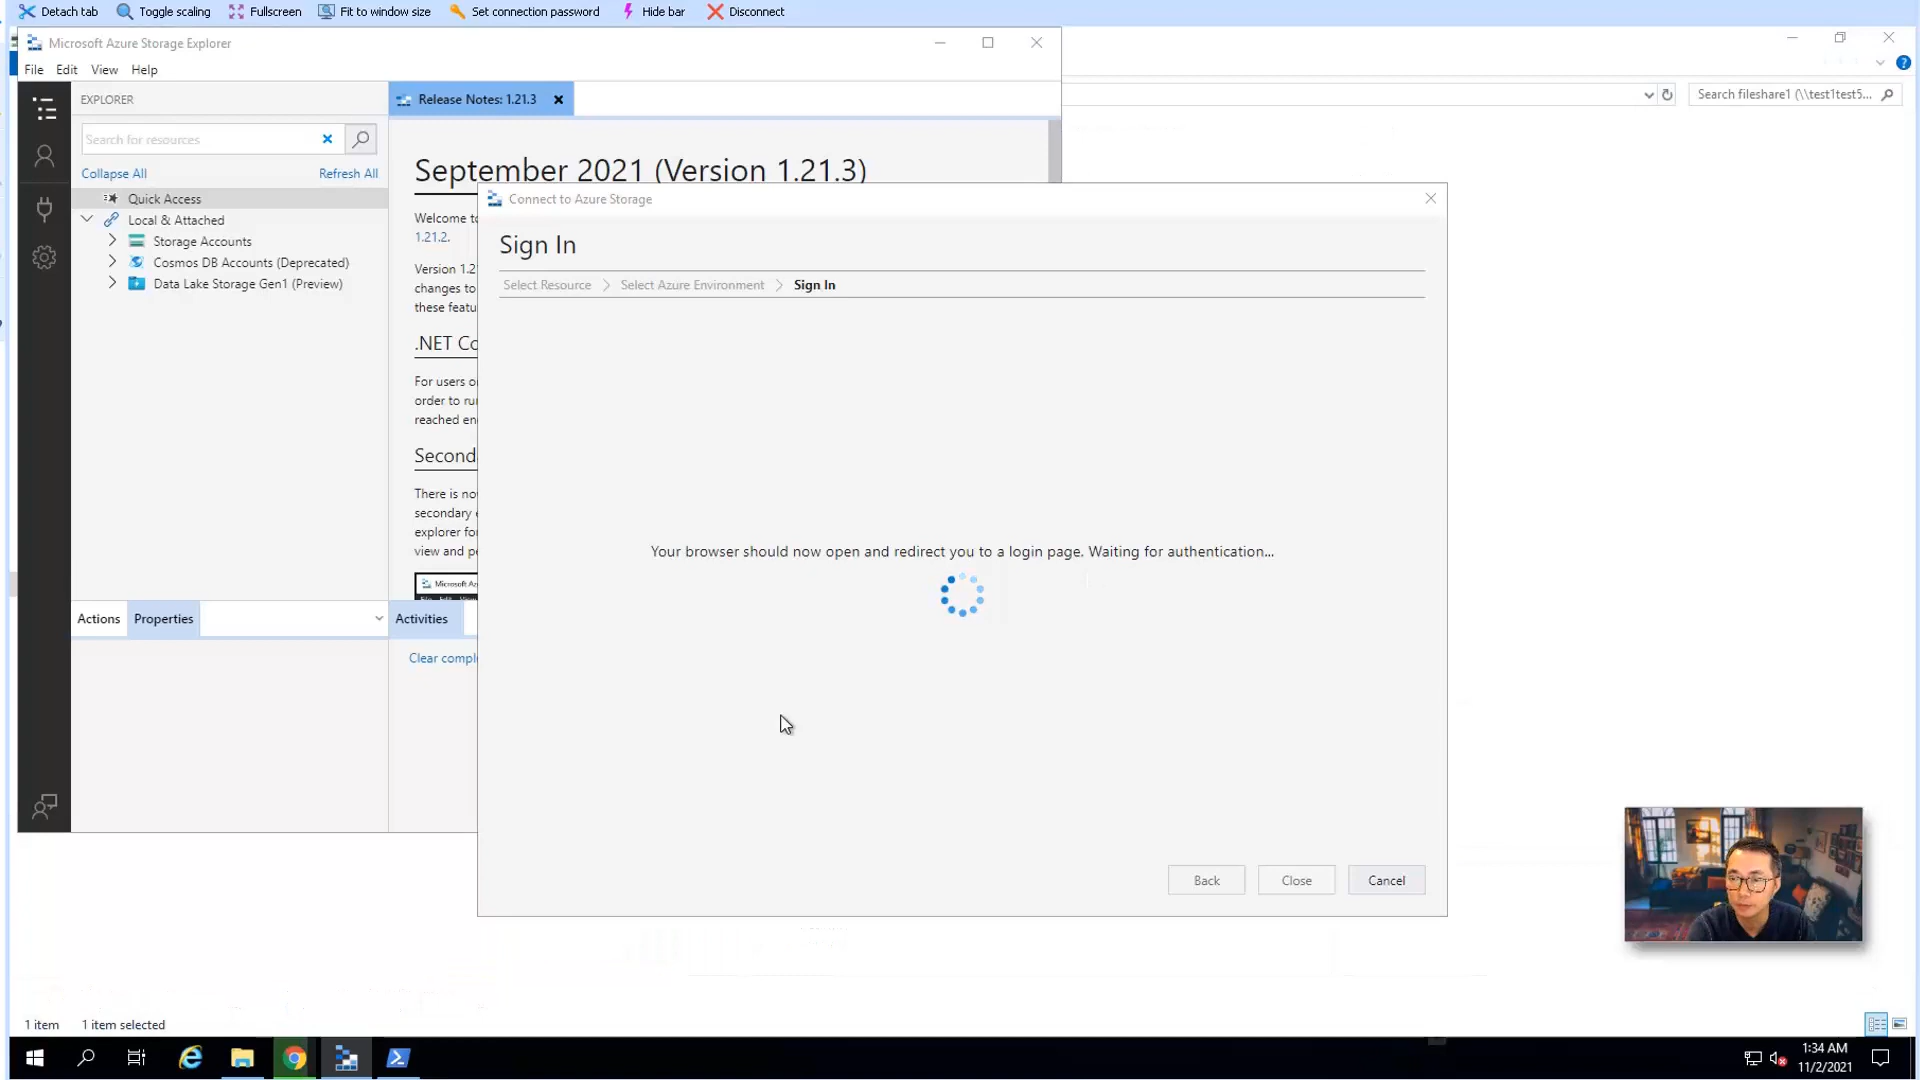 Detach tab Toggle scaling Fullscreen Fit to window size Set connection password Hide bar Disconnect
Microsoft Azure Storage Explorer
File Edit View Help
EXPLORER
Release Notes: 1.21.3
Search fileshare1 (\\test1test5...
Search for resources
Collapse All Refresh All
Quick Access
Local & Attached
Storage Accounts
Cosmos DB Accounts (Deprecated)
Data Lake Storage Gen1 (Preview)
September 2021 (Version 1.21.3)
Welcome to
1.21.2.
Version 1.2
changes to
these featu
.NET Co
For users o
order to ru
reached en
Second
There is no
secondary e
explorer fo
view and pe
Microsoft Az
Connect to Azure Storage
Sign In
Select Resource Select Azure Environment Sign In
Your browser should now open and redirect you to a login page. Waiting for authentication...
Back Close Cancel
Actions Properties
Activities
Clear compl
1 item 1 item selected
1:34 AM
11/2/2021